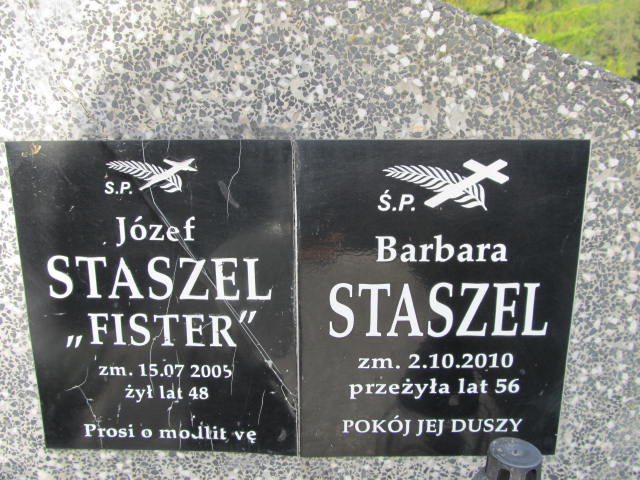 Ś.P.
Józef
STASZEL
„FISTER”
zm. 15.07 2005
żył lat 48
Prosi o modlitwę
Ś.P.
Barbara
STASZEL
zm. 2.10.2010
przeżyła lat 56
POKÓJ JEJ DUSZY